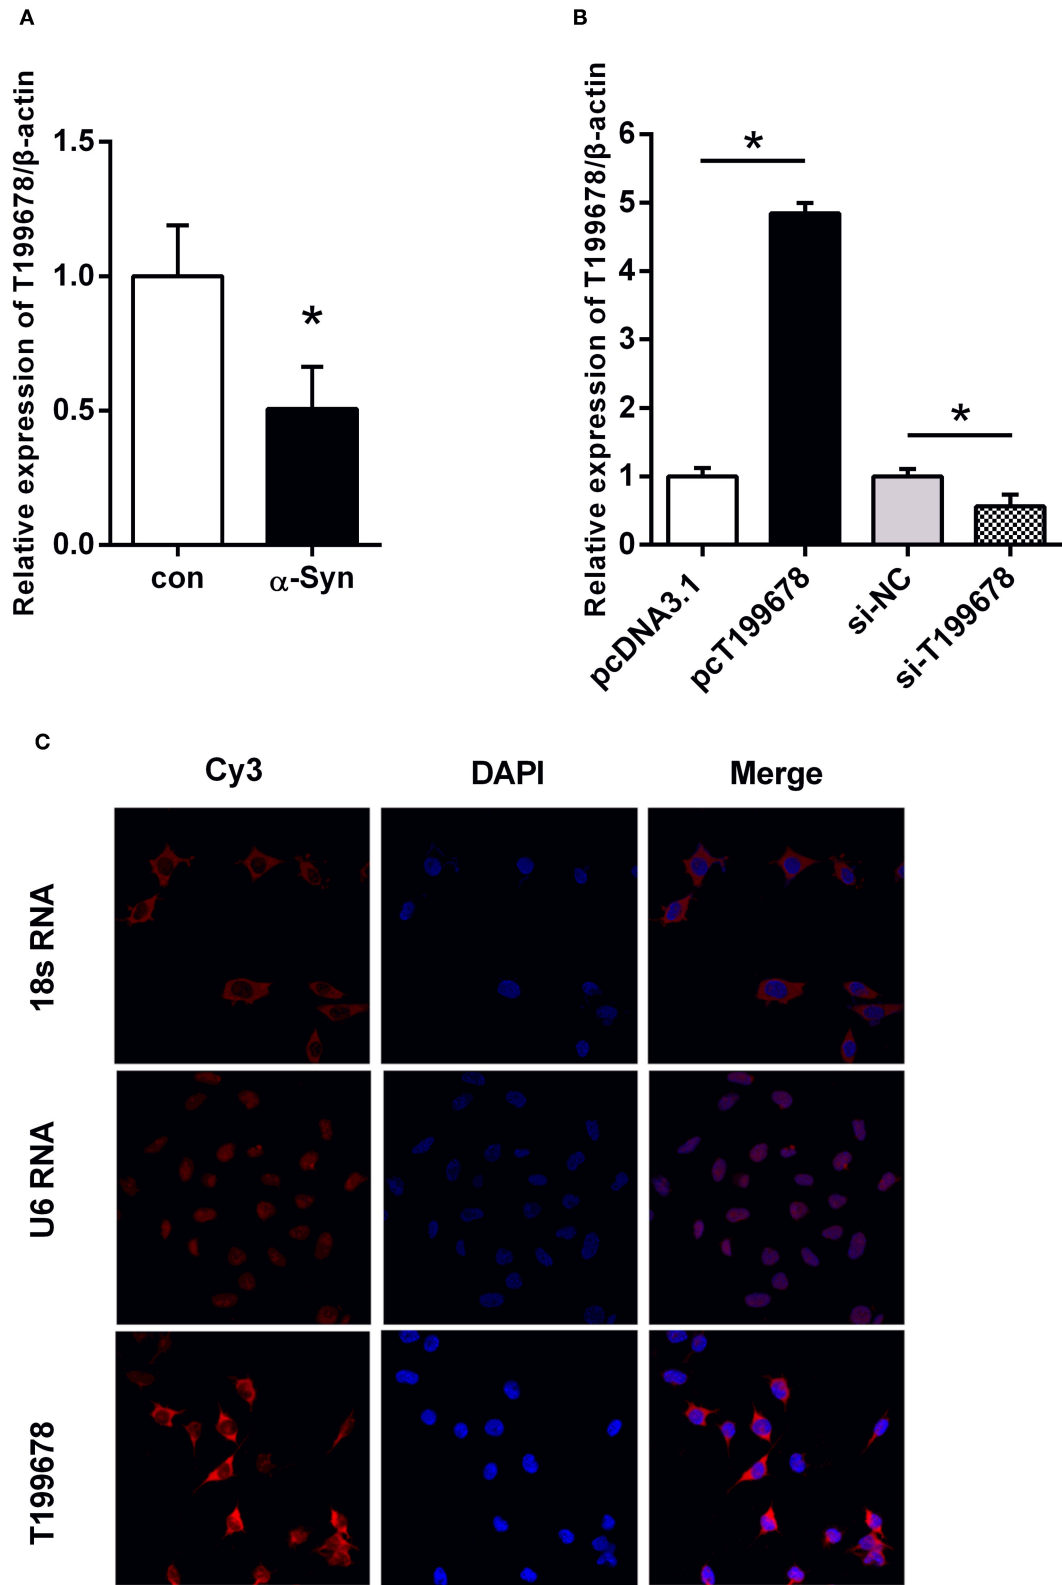 A
Relative expression of T199678/β-actin
1.5
1.0
0.5
0.0
*
con
α-Syn
B
Relative expression of T199678/β-actin
6
5
4
3
2
1
0
*
*
pcDNA3.1
pcT199678
si-NC
si-T199678
C
Cy3
DAPI
Merge
18s RNA
U6 RNA
T199678